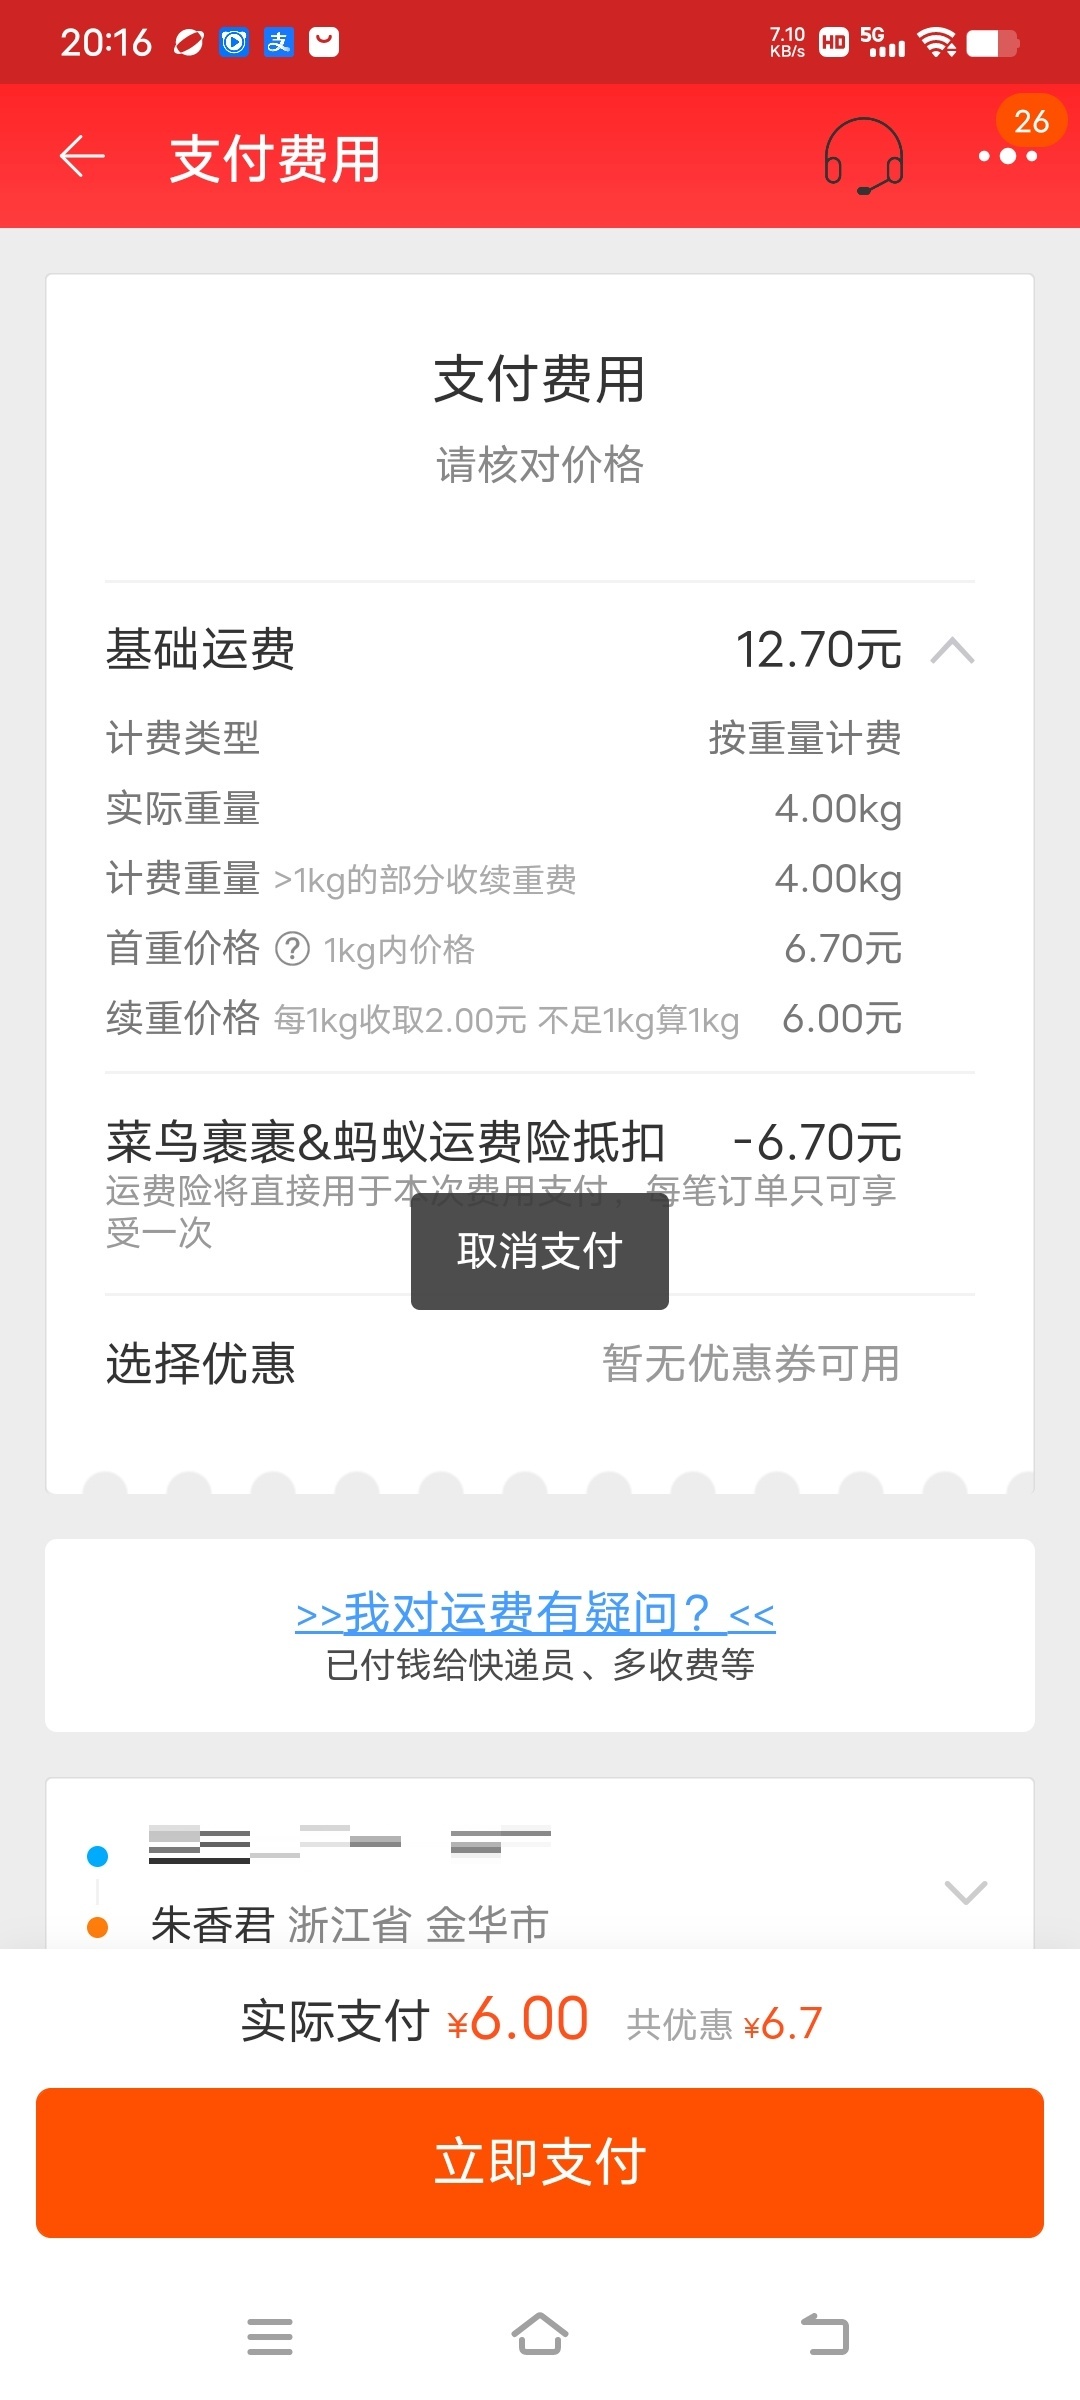 20:16 支 7.10 KB/s HD 5G
支付费用 26
支付费用
请核对价格
基础运费 12.70元
计费类型 按重量计费
实际重量 4.00kg
计费重量 >1kg的部分收续重费 4.00kg
首重价格 ? 1kg内价格 6.70元
续重价格 每1kg收取2.00元 不足1kg算1kg 6.00元
菜鸟裹裹&蚂蚁运费险抵扣 -6.70元
运费险将直接用于本次费用支付，每笔订单只可享
受一次
取消支付
选择优惠 暂无优惠券可用
>>我对运费有疑问？<<
已付钱给快递员、多收费等
朱香君 浙江省 金华市
实际支付 ¥6.00 共优惠 ¥6.7
立即支付